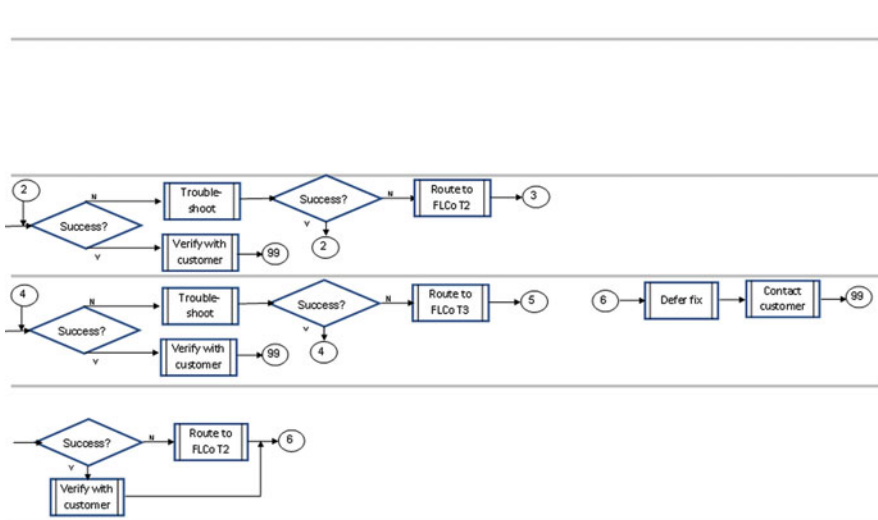 2
N
Trouble-
shoot
Success?
N
Route to
FLCo T2
3
Success?
Y
2
Y
Verify with
customer
99
4
N
Trouble-
shoot
Success?
N
Route to
FLCo T3
5
6
Defer fix
Contact
customer
99
Success?
Y
4
Y
Verify with
customer
99
Success?
N
Route to
FLCo T2
6
Y
Verify with
customer